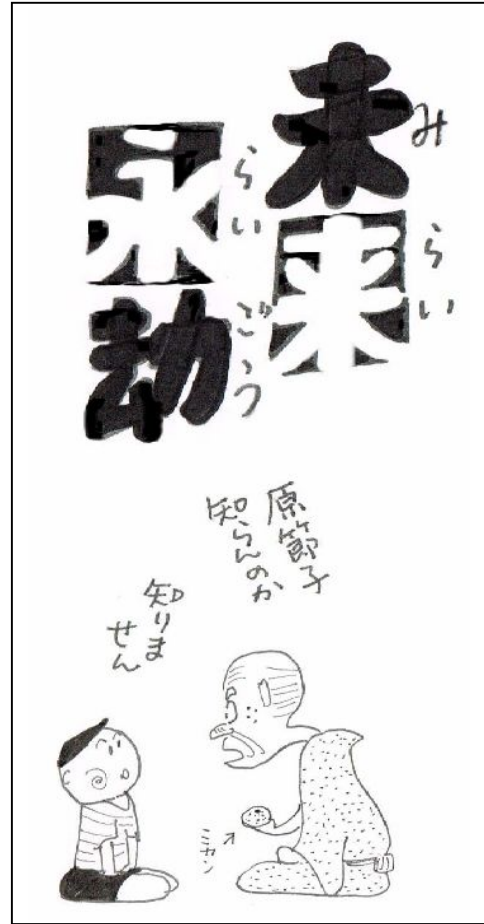 未来
みらい
永劫
らいごう
原節子
知らんのか
知りま
せん
ミカン